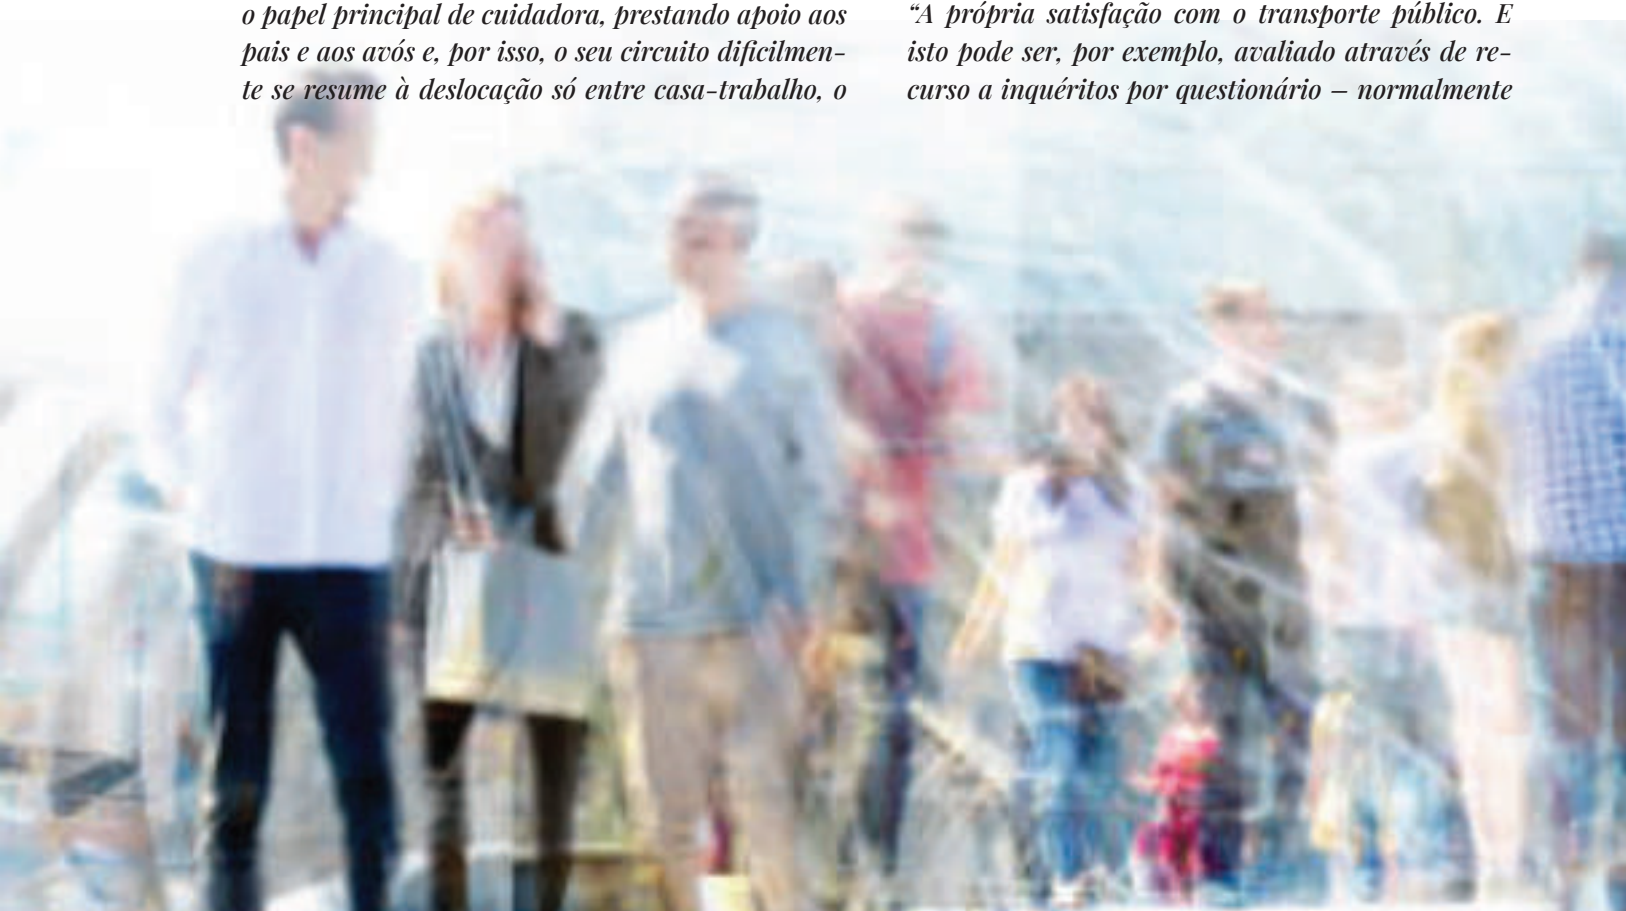 o papel principal de cuidadora, prestando apoio aos
pais e aos avós e, por isso, o seu circuito dificilmen-
te se resume à deslocação só entre casa-trabalho, o
“A própria satisfação com o transporte público. E
isto pode ser, por exemplo, avaliado através de re-
curso a inquéritos por questionário – normalmente